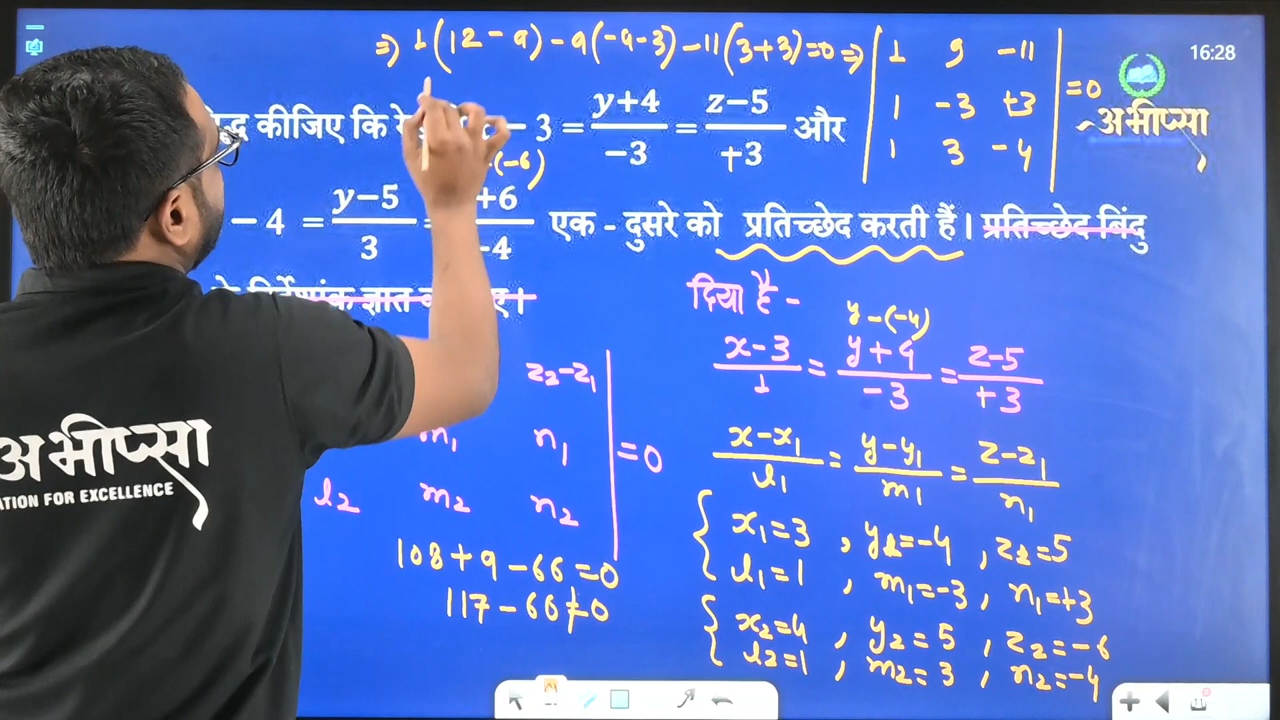 ⇒ 1(12 - 9) - 9(-4-3) -11(3+3)=0 ⇒ | 1 9 -11 |
| 1 -3 +3 | =0
| 1 3 -4 |
16:28
अभीप्सा
कीजिए कि - 3 = y+4/-3 = z-5/+3 और
(-6)
- 4 = y-5/3 = +6/-4 एक - दुसरे को प्रतिच्छेद करती हैं। प्रतिच्छेद बिंदु
निर्देशांक ज्ञात
दिया है -
y-(-4)
x-3/1 = y+4/-3 = z-5/+3
z₂-z₁
m₁ n₁ =0
l₂ m₂ n₂
x-x₁/l₁ = y-y₁/m₁ = z-z₁/n₁
x₁=3 , y₁=-4 , z₁=5
l₁=1 , m₁=-3 , n₁=+3
x₂=4 , y₂=5 , z₂=-6
l₂=1 , m₂=3 , n₂=-4
108+9-66=0
117-66≠0
अभीप्सा
FOR EXCELLENCE